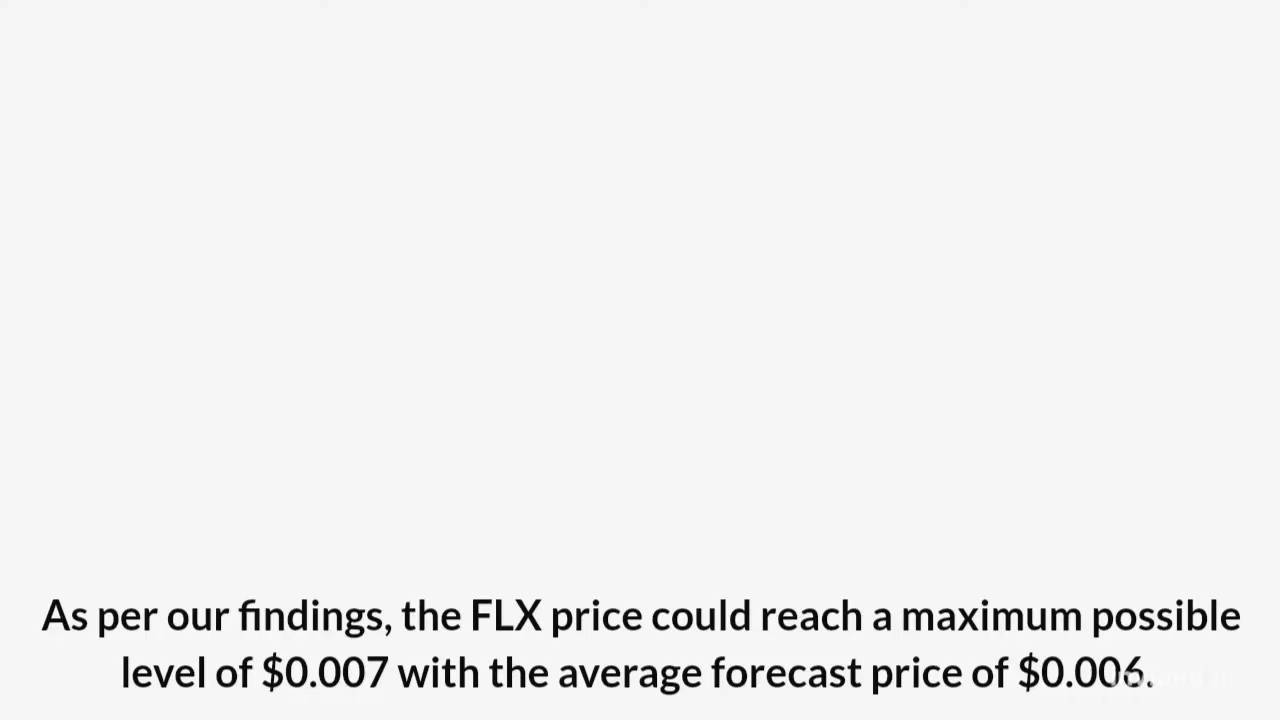 As per our findings, the FLX price could reach a maximum possible
level of $0.007 with the average forecast price of $0.006.